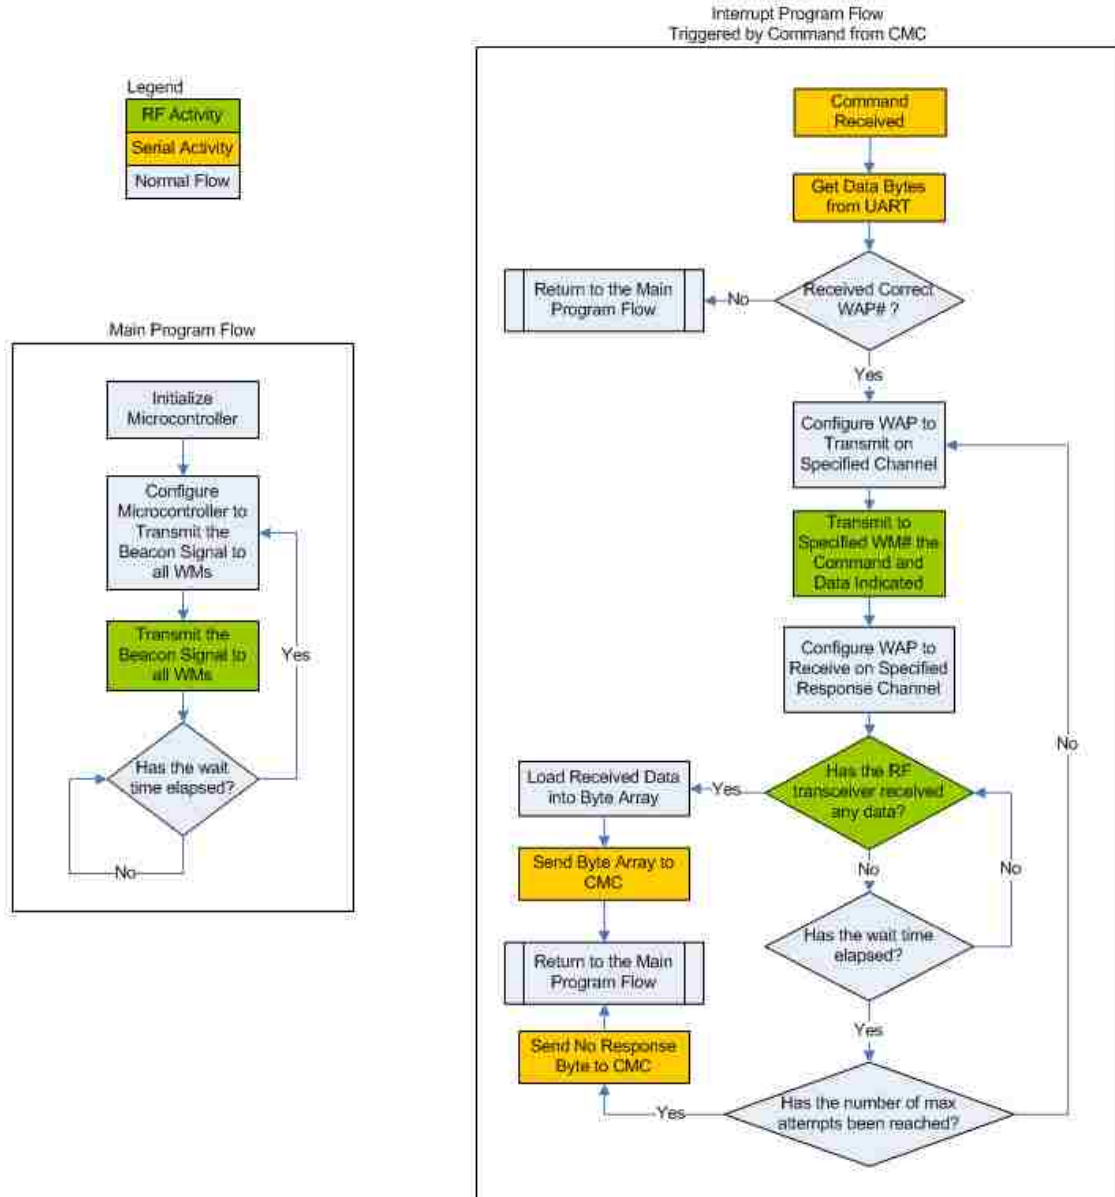 Interrupt Program Flow
Triggered by Command from CMC
Legend
RF Activity
Serial Activity
Normal Flow
Main Program Flow
Initialize
Microcontroller
Configure
Microcontroller to
Transmit the
Beacon Signal to
all WMs
Transmit the
Beacon Signal to
all WMs
Yes
Has the wait
time elapsed?
No
Command
Received
Get Data Bytes
from UART
Received Correct
WAP# ?
No
Return to the Main
Program Flow
Yes
Configure WAP to
Transmit on
Specified Channel
Transmit to
Specified WM# the
Command and
Data Indicated
Configure WAP to
Receive on Specified
Response Channel
No
Has the RF
transceiver received
any data?
Yes
Load Received Data
into Byte Array
Send Byte Array to
CMC
Return to the Main
Program Flow
No
No
Has the wait time
elapsed?
Yes
Has the number of max
attempts been reached?
Yes
Send No Response
Byte to CMC